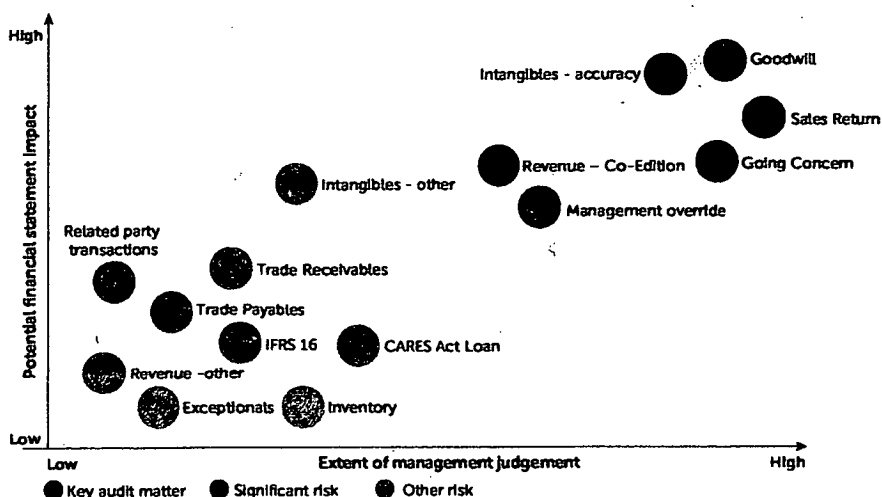 High
Intangibles - accuracy
Goodwill
Sales Return
Revenue – Co-Edition
Going Concern
Intangibles - other
Management override
Related party
transactions
Trade Receivables
Trade Payables
IFRS 16
CARES Act Loan
Revenue -other
Exceptionals
Inventory
Low
Potential financial statement impact
Low
Extent of management judgement
High
Key audit matter
Significant risk
Other risk